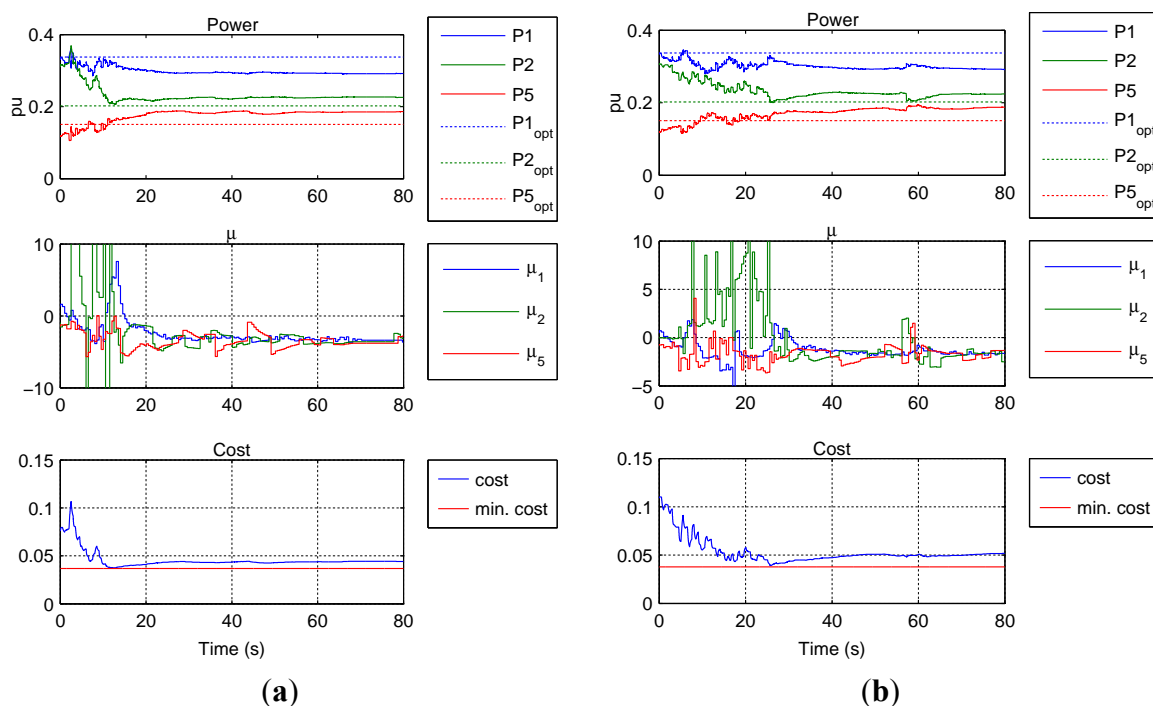 Power
pu
0.4
0.2
0
0 20 40 60 80
P1
P2
P5
P1opt
P2opt
P5opt
μ
10
0
−10
0 20 40 60 80
μ1
μ2
μ5
Cost
0.15
0.1
0.05
0
0 20 40 60 80
Time (s)
cost
min. cost
(a)
Power
pu
0.4
0.2
0
0 20 40 60 80
P1
P2
P5
P1opt
P2opt
P5opt
μ
10
5
0
−5
0 20 40 60 80
μ1
μ2
μ5
Cost
0.15
0.1
0.05
0
0 20 40 60 80
Time (s)
cost
min. cost
(b)